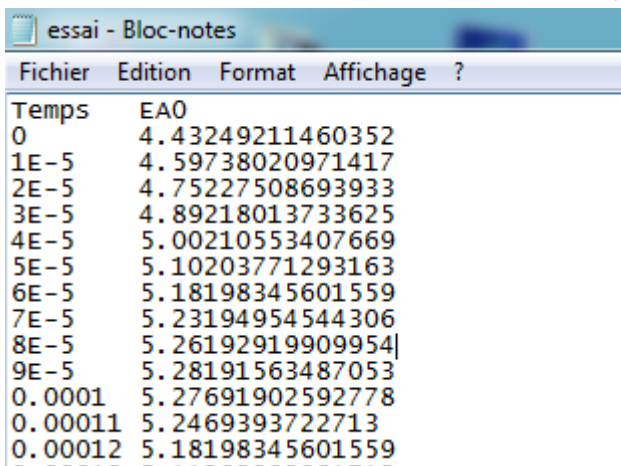 essai - Bloc-notes
Fichier Edition Format Affichage ?
Temps EA0
0 4.43249211460352
1E-5 4.59738020971417
2E-5 4.75227508693933
3E-5 4.89218013733625
4E-5 5.00210553407669
5E-5 5.10203771293163
6E-5 5.18198345601559
7E-5 5.23194954544306
8E-5 5.26192919909954
9E-5 5.28191563487053
0.0001 5.27691902592778
0.00011 5.2469393722713
0.00012 5.18198345601559